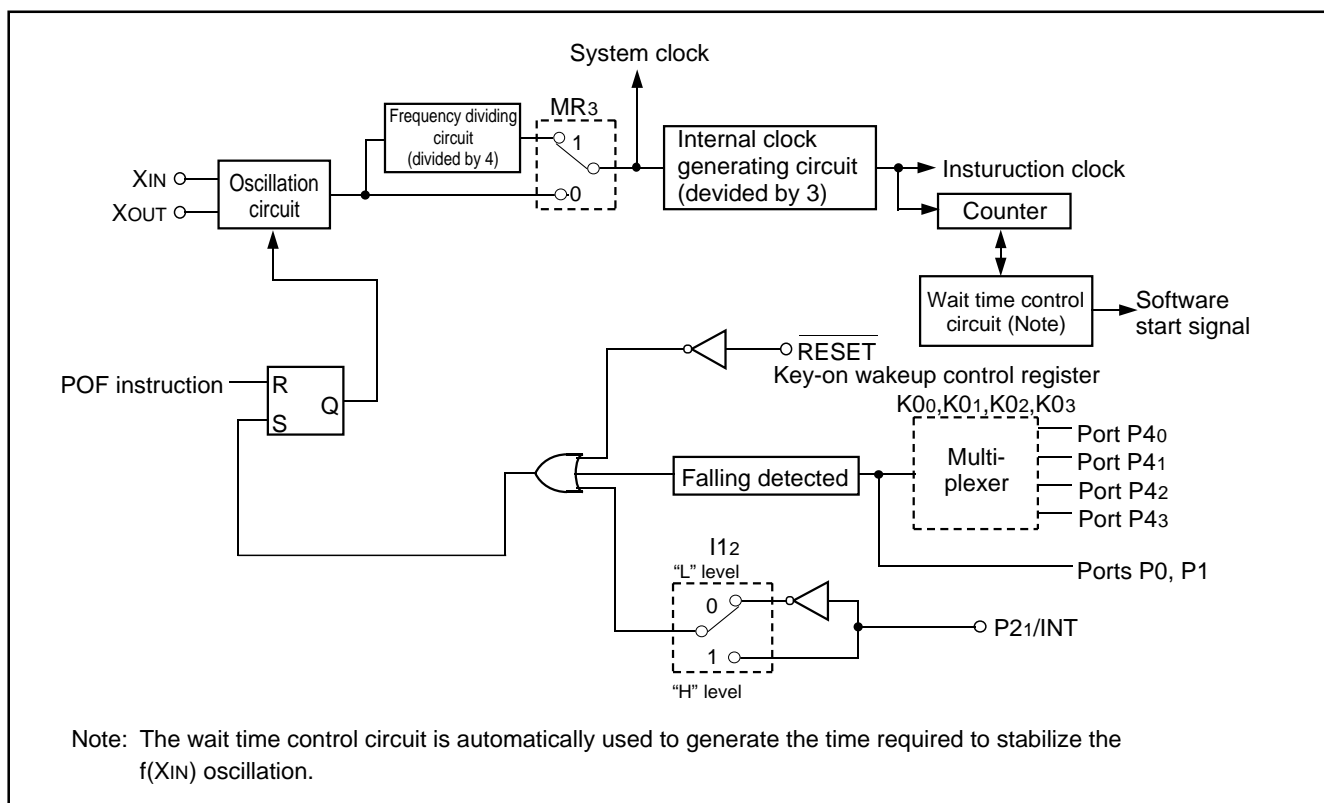 System clock
MR3
Frequency dividing
circuit
(divided by 4)
1
0
Internal clock
generating circuit
(devided by 3)
Insturuction clock
Counter
XIN
XOUT
Oscillation
circuit
Wait time control
circuit (Note)
Software
start signal
RESET
Key-on wakeup control register
K00,K01,K02,K03
POF instruction
R
S
Q
Multi-
plexer
Port P40
Port P41
Port P42
Port P43
Falling detected
Ports P0, P1
I12
“L” level
0
1
“H” level
P21/INT
Note: The wait time control circuit is automatically used to generate the time required to stabilize the
f(XIN) oscillation.